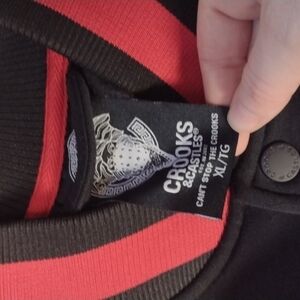 CROOKS
&CASTLES®
CAN'T STOP THE CROOKS
XL/TG